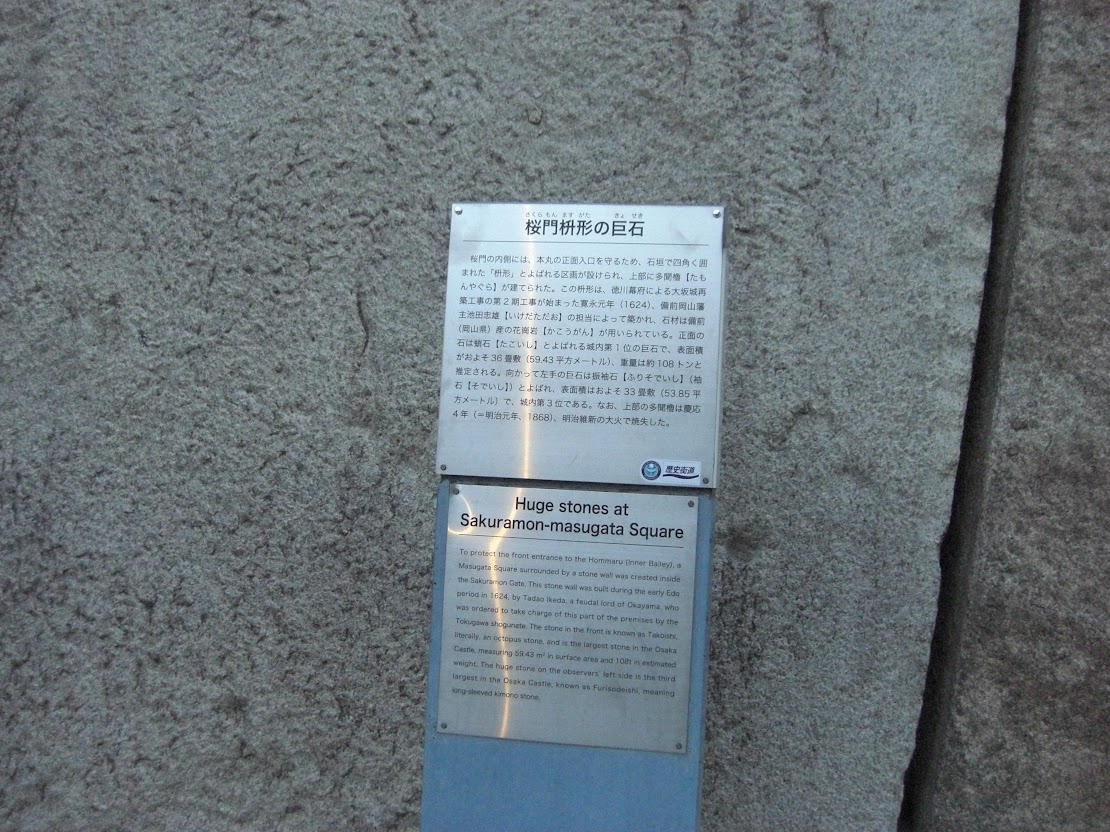 さくら もん ます がた きょ せき
桜門枡形の巨石
桜門の内側には、本丸の正面入口を守るため、石垣で四角く囲
まれた「枡形」とよばれる区画が設けられ、上部に多聞櫓【たも
んやぐら】が建てられた。この枡形は、徳川幕府による大坂城再
築工事の第2期工事が始まった寛永元年（1624）、備前岡山藩
主池田忠雄【いけだただお】の担当によって築かれ、石材は備前
（岡山県）産の花崗岩【かこうがん】が用いられている。正面の
石は蛸石【たこいし】とよばれる城内第1位の巨石で、表面積
がおよそ36畳敷（59.43平方メートル）、重量は約108トンと
推定される。向かって左手の巨石は振袖石【ふりそでいし】（袖
石【そでいし】）とよばれ、表面積はおよそ33畳敷（53.85平
方メートル）で、城内第3位である。なお、上部の多聞櫓は慶応
4年（＝明治元年、1868）、明治維新の大火で焼失した。
歴史街道
Huge stones at
Sakuramon-masugata Square
To protect the front entrance to the Hommaru (Inner Bailey), a
Masugata Square surrounded by a stone wall was created inside
the Sakuramon Gate. This stone wall was built during the early Edo
period in 1624, by Tadao Ikeda, a feudal lord of Okayama, who
was ordered to take charge of this part of the premises by the
Tokugawa shogunate. The stone in the front is known as Takoishi,
literally, an octopus stone, and is the largest stone in the Osaka
Castle, measuring 59.43 m² in surface area and 108t in estimated
weight. The huge stone on the observers' left side is the third
largest in the Osaka Castle, known as Furisodeishi, meaning
long-sleeved kimono stone.